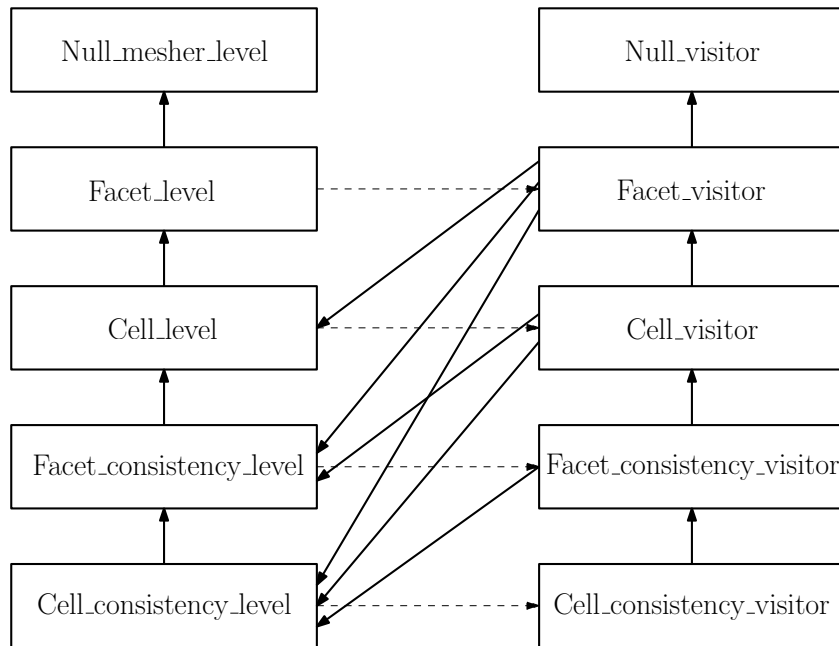 Null_mesher_level
Null_visitor
Facet_level
Facet_visitor
Cell_level
Cell_visitor
Facet_consistency_level
Facet_consistency_visitor
Cell_consistency_level
Cell_consistency_visitor